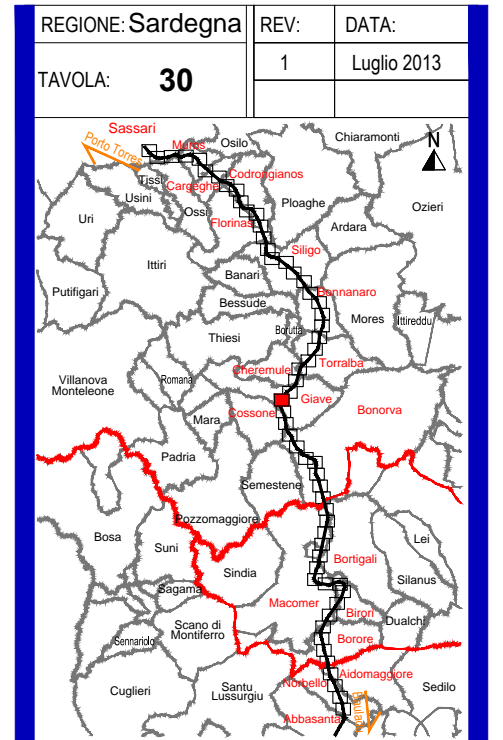 REGIONE: Sardegna
REV:
DATA:
TAVOLA: 30
1
Luglio 2013
Sassari
Porto Torres
Muros
Osilo
Chiaramonti
N
Tissi
Cargeghe
Codrongianos
Usini
Ossi
Ploaghe
Ozieri
Uri
Florinas
Ardara
Siligo
Ittiri
Banari
Putifigari
Bonnanaro
Bessude
Mores
Ittireddu
Thiesi
Borutta
Torralba
Cheremule
Villanova
Monteleone
Romana
Giave
Cossone
Bonorva
Mara
Padria
Semestene
Pozzomaggiore
Bosa
Suni
Lei
Bortigali
Sindia
Silanus
Sagama
Macomer
Birori
Dualchi
Scano di
Montiferro
Sennariolo
Borore
Aidomaggiore
Norbello
Cuglieri
Santu
Lussurgiu
Sedilo
Abbasanta